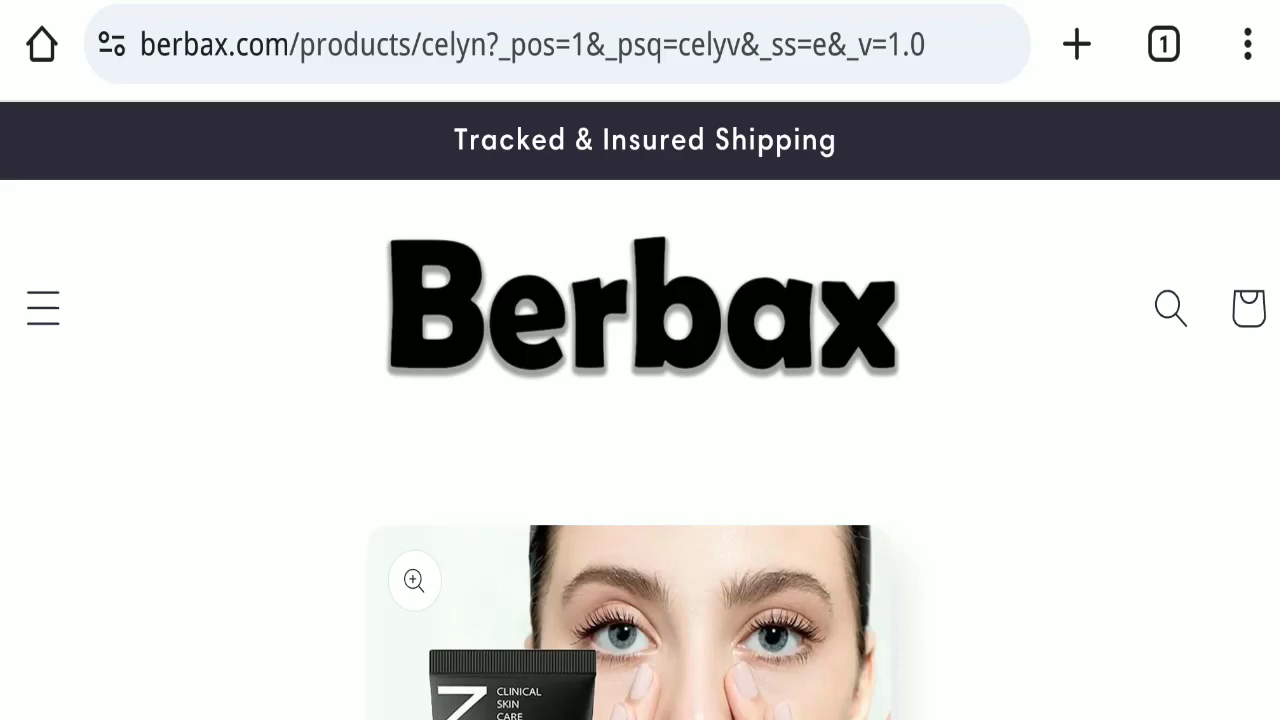 berbax.com/products/celyn?_pos=1&_psq=celyv&_ss=e&_v=1.0
1
Tracked & Insured Shipping
Berbax
Z CLINICAL
SKIN
CARE